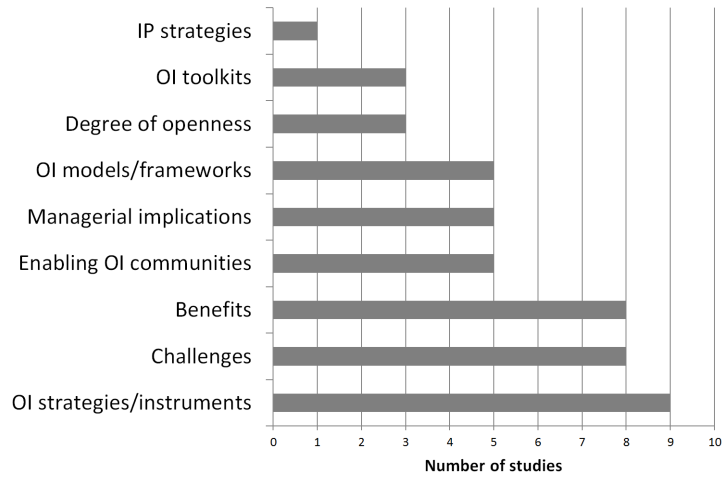 IP strategies
OI toolkits
Degree of openness
OI models/frameworks
Managerial implications
Enabling OI communities
Benefits
Challenges
OI strategies/instruments
0 1 2 3 4 5 6 7 8 9 10
Number of studies